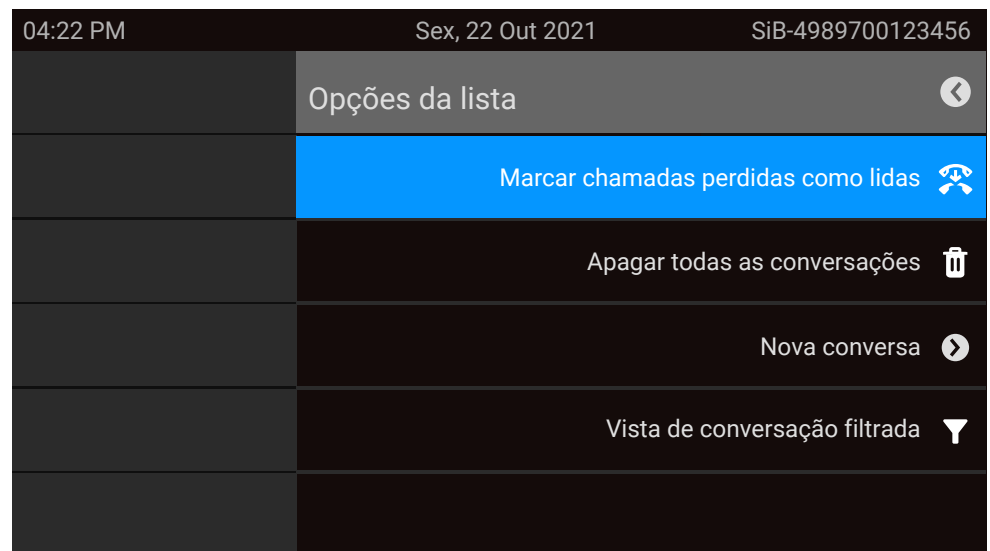 04:22 PM Sex, 22 Out 2021 SiB-4989700123456
Opções da lista
Marcar chamadas perdidas como lidas
Apagar todas as conversações
Nova conversa
Vista de conversação filtrada